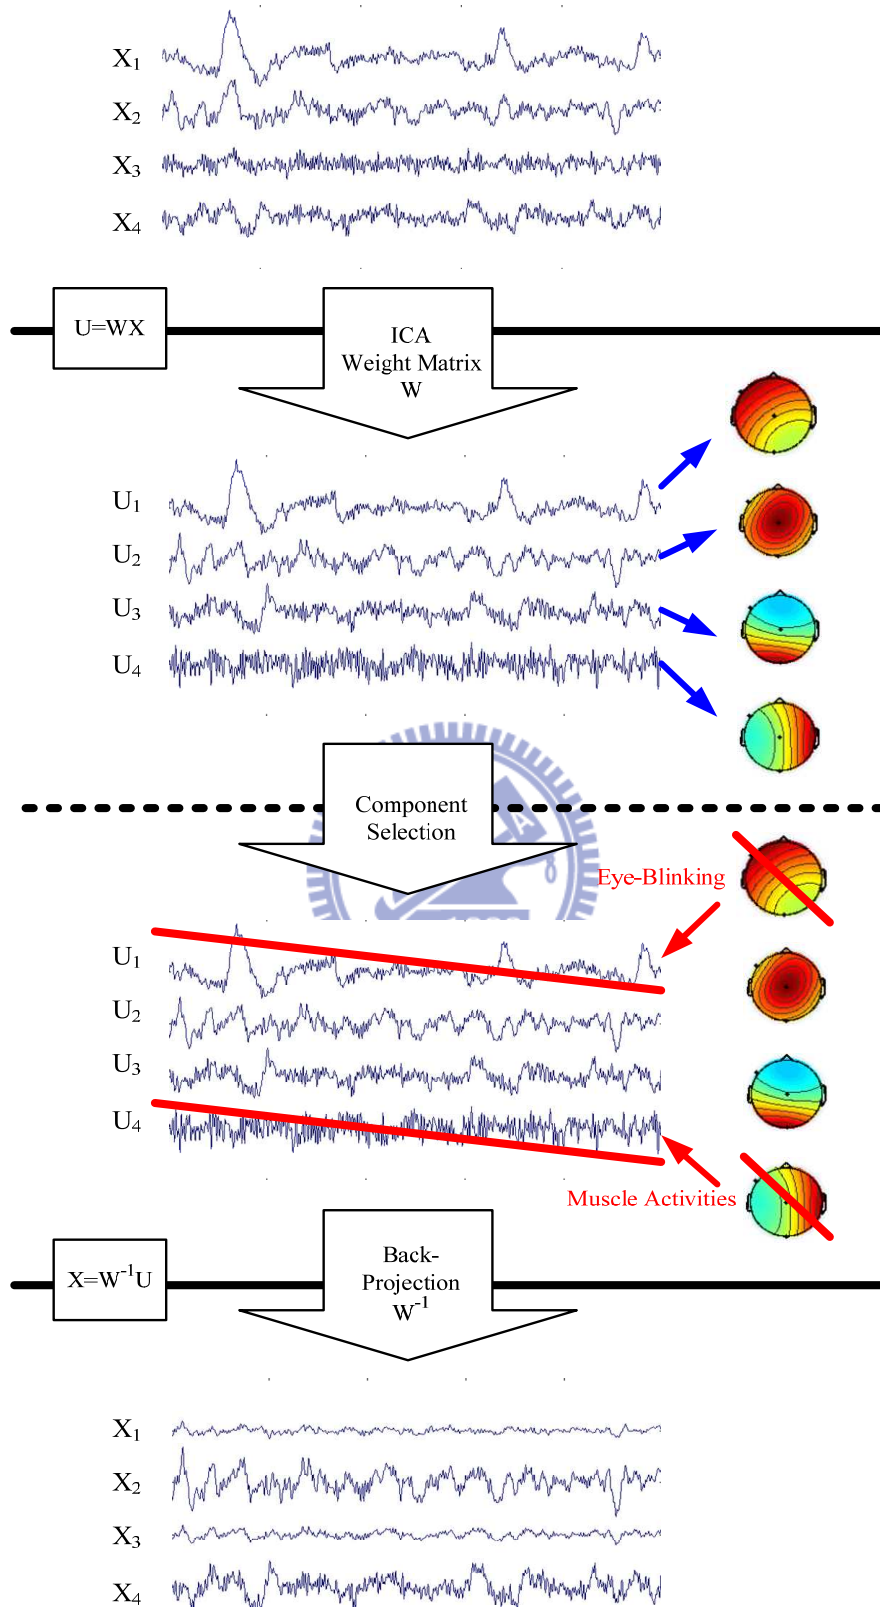 X₁
X₂
X₃
X₄
U=WX
ICA
Weight Matrix
W
U₁
U₂
U₃
U₄
Component
Selection
Eye-Blinking
U₁
U₂
U₃
U₄
Muscle Activities
X=W⁻¹U
Back-
Projection
W⁻¹
X₁
X₂
X₃
X₄